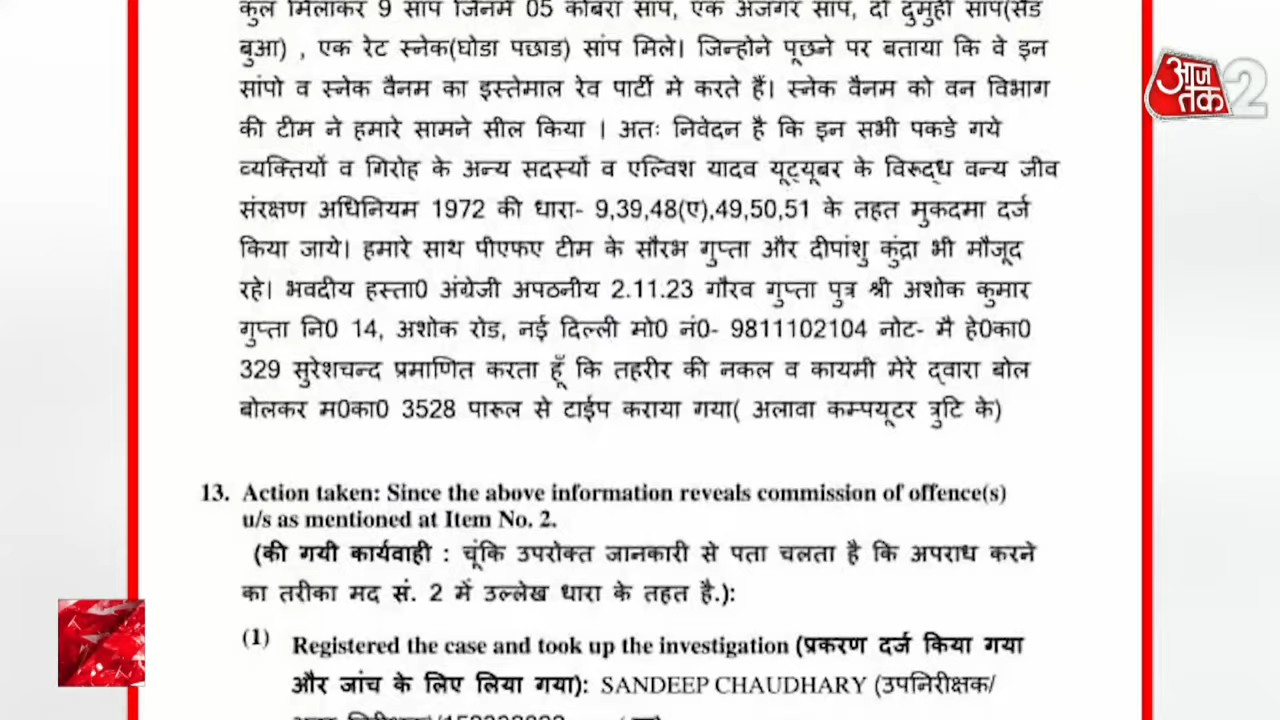 कुल मिलाकर 9 सांप जिनमें 05 कोबरा सांप, एक अजगर सांप, दो दुमुही सांप(सैंड
बुआ) , एक रेट स्नेक(घोडा पछाड) सांप मिले। जिन्होने पूछने पर बताया कि वे इन
सांपो व स्नेक वैनम का इस्तेमाल रेव पार्टी मे करते हैं। स्नेक वैनम को वन विभाग
की टीम ने हमारे सामने सील किया । अतः निवेदन है कि इन सभी पकडे गये
व्यक्तियों व गिरोह के अन्य सदस्यों व एल्विश यादव यूट्यूबर के विरूद्ध वन्य जीव
संरक्षण अधिनियम 1972 की धारा- 9,39,48(ए),49,50,51 के तहत मुकदमा दर्ज
किया जाये। हमारे साथ पीएफए टीम के सौरभ गुप्ता और दीपांशु कुंद्रा भी मौजूद
रहे। भवदीय हस्ता0 अंग्रेजी अपठनीय 2.11.23 गौरव गुप्ता पुत्र श्री अशोक कुमार
गुप्ता नि0 14, अशोक रोड, नई दिल्ली मो0 नं0- 9811102104 नोट- मै हे0का0
329 सुरेशचन्द प्रमाणित करता हूँ कि तहरीर की नकल व कायमी मेरे द्वारा बोल
बोलकर म0का0 3528 पारूल से टाईप कराया गया( अलावा कम्पयूटर त्रुटि के)
13. Action taken: Since the above information reveals commission of offence(s)
u/s as mentioned at Item No. 2.
(की गयी कार्यवाही : चूंकि उपरोक्त जानकारी से पता चलता है कि अपराध करने
का तरीका मद सं. 2 में उल्लेख धारा के तहत है.):
(1) Registered the case and took up the investigation (प्रकरण दर्ज किया गया
और जांच के लिए लिया गया): SANDEEP CHAUDHARY (उपनिरीक्षक/
आज तक 2